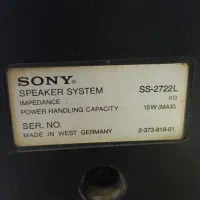 SONY
SPEAKER SYSTEM SS-2722L
IMPEDANCE : 8Ω
POWER HANDLING CAPACITY : 15W (MAX)
SER. NO.
MADE IN WEST GERMANY 2-373-818-01